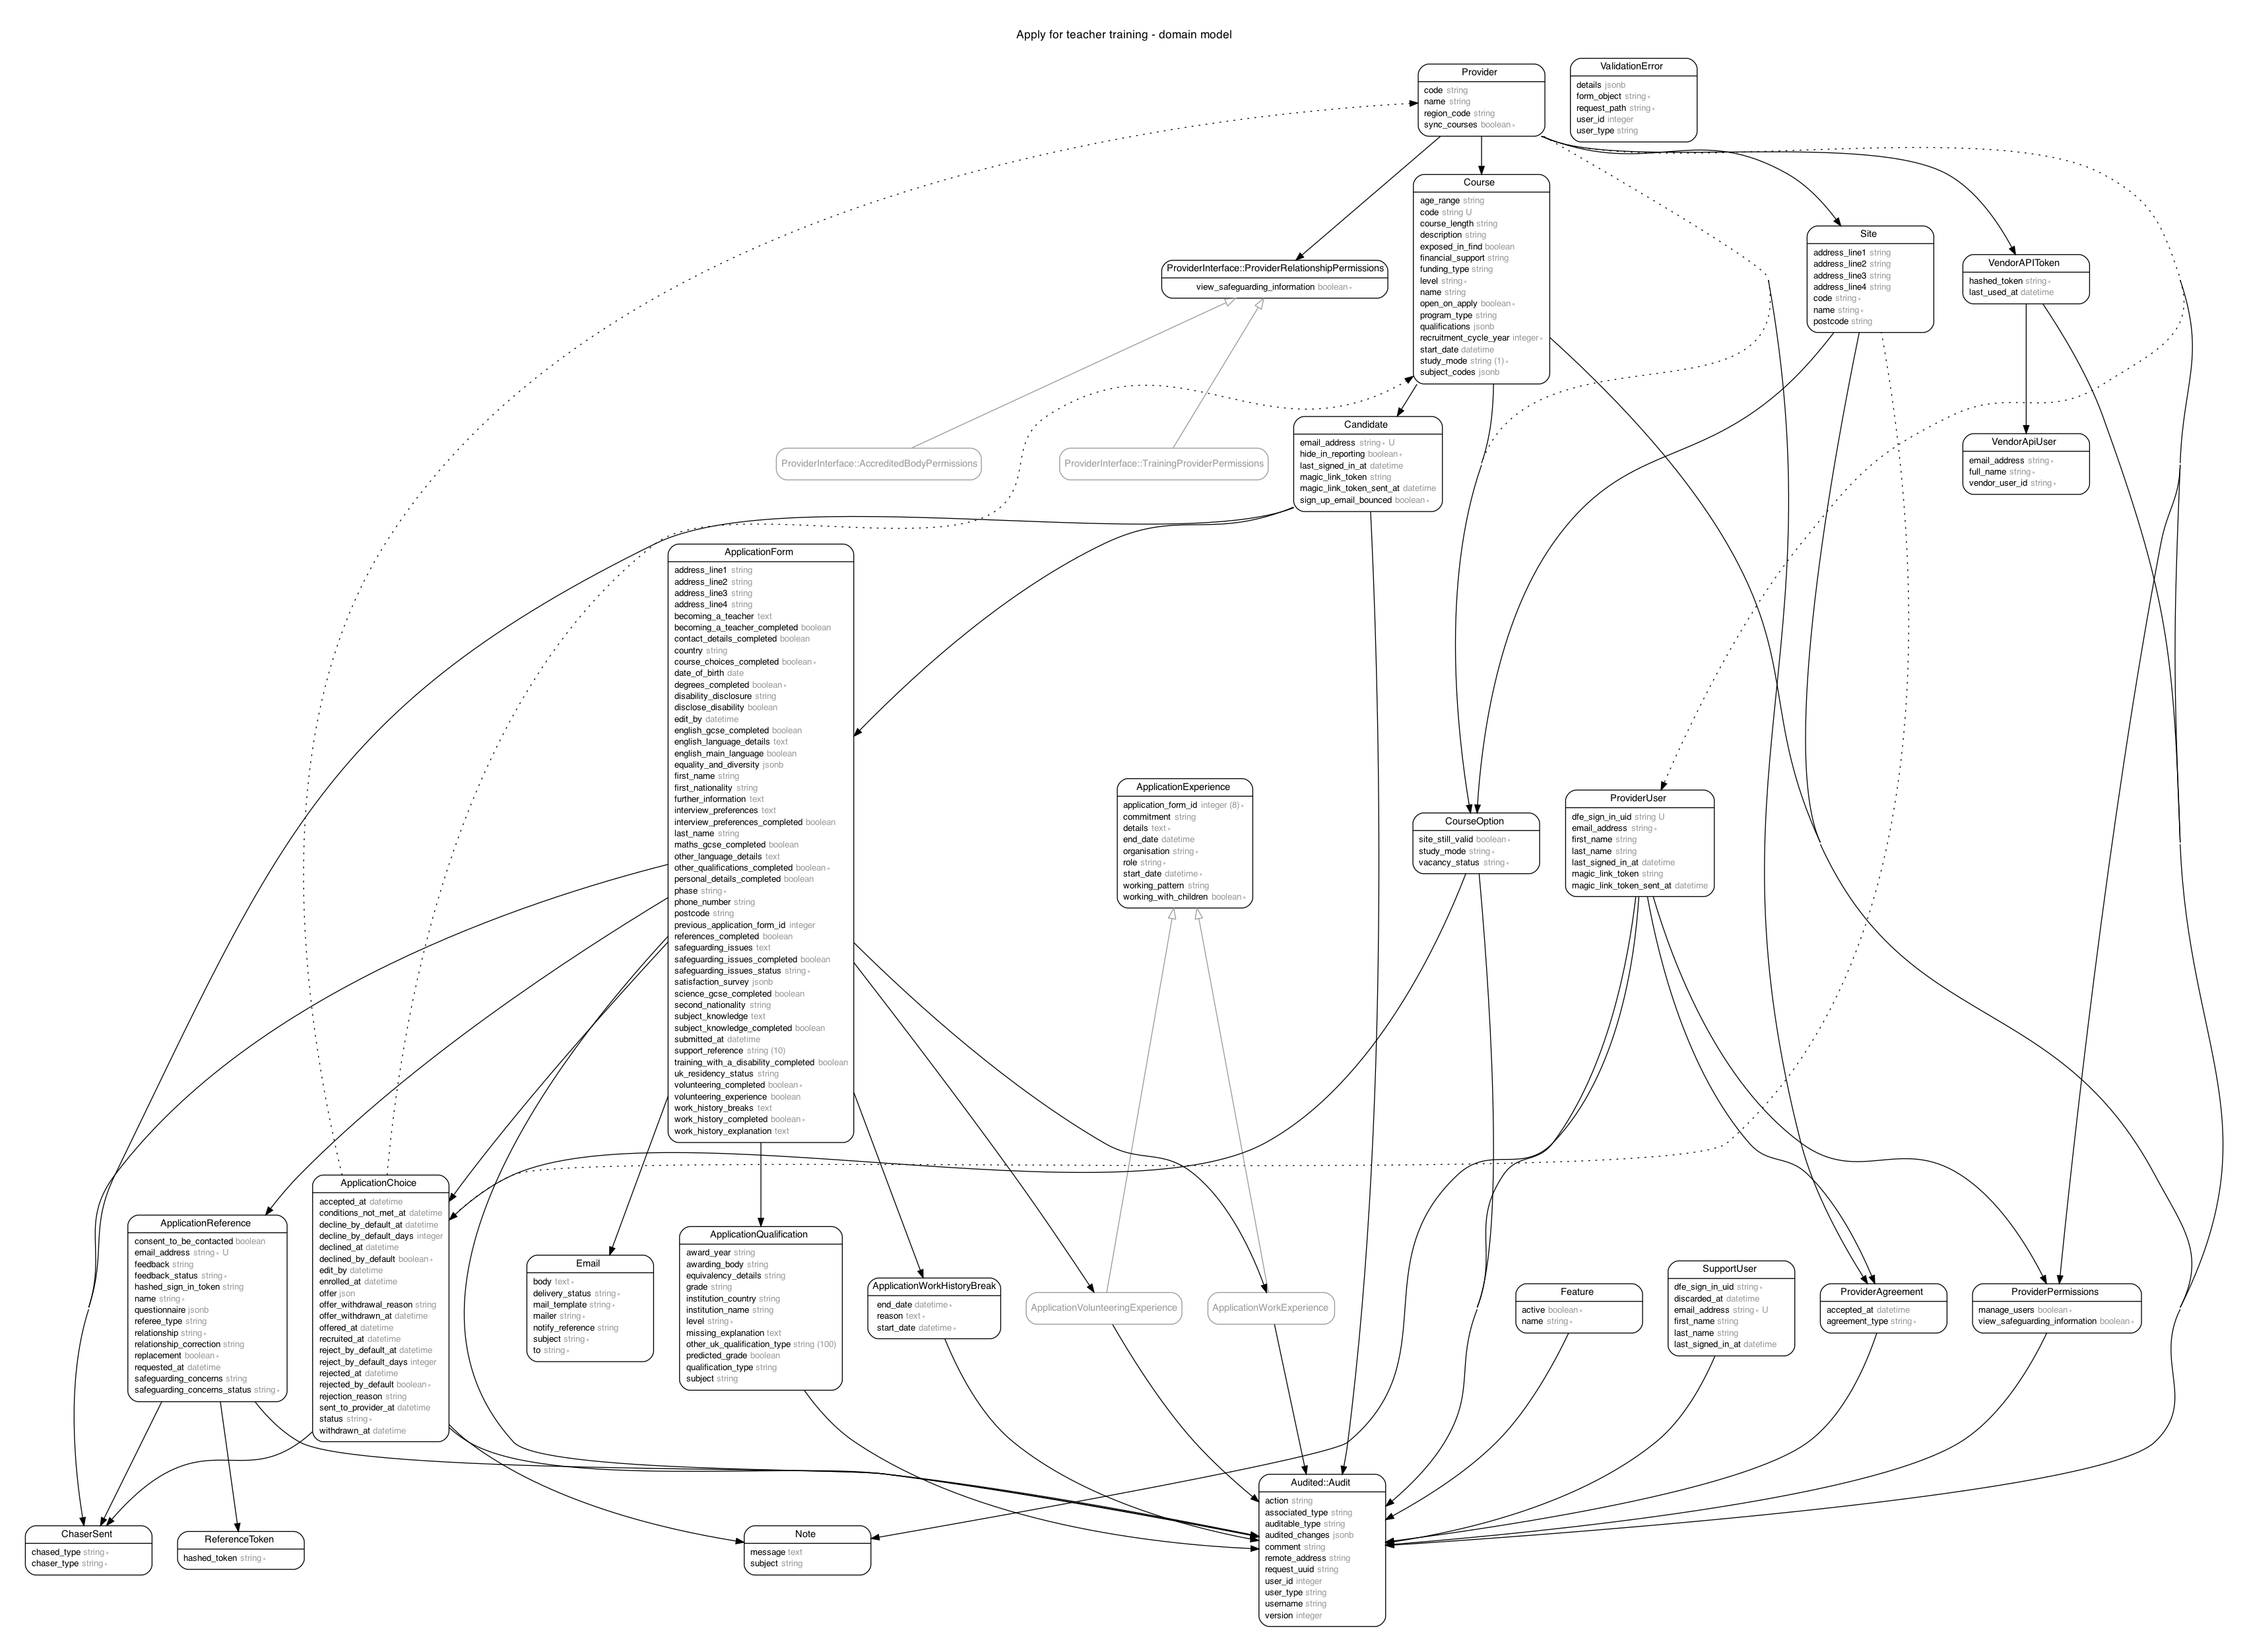 Apply for teacher training - domain model
Provider
code string
name string
region_code string
sync_courses boolean ∗
ValidationError
details jsonb
form_object string ∗
request_path string ∗
user_id integer
user_type string
Course
age_range string
code string U
course_length string
description string
exposed_in_find boolean
financial_support string
funding_type string
level string ∗
name string
open_on_apply boolean ∗
program_type string
qualifications jsonb
recruitment_cycle_year integer ∗
start_date datetime
study_mode string (1) ∗
subject_codes jsonb
Site
address_line1 string
address_line2 string
address_line3 string
address_line4 string
code string ∗
name string ∗
postcode string
VendorAPIToken
hashed_token string ∗
last_used_at datetime
ProviderInterface::ProviderRelationshipPermissions
view_safeguarding_information boolean ∗
ProviderInterface::AccreditedBodyPermissions
ProviderInterface::TrainingProviderPermissions
Candidate
email_address string ∗ U
hide_in_reporting boolean ∗
last_signed_in_at datetime
magic_link_token string
magic_link_token_sent_at datetime
sign_up_email_bounced boolean ∗
VendorApiUser
email_address string ∗
full_name string ∗
vendor_user_id string ∗
ApplicationForm
address_line1 string
address_line2 string
address_line3 string
address_line4 string
becoming_a_teacher text
becoming_a_teacher_completed boolean
contact_details_completed boolean
country string
course_choices_completed boolean ∗
date_of_birth date
degrees_completed boolean ∗
disability_disclosure string
disclose_disability boolean
edit_by datetime
english_gcse_completed boolean
english_language_details text
english_main_language boolean
equality_and_diversity jsonb
first_name string
first_nationality string
further_information text
interview_preferences text
interview_preferences_completed boolean
last_name string
maths_gcse_completed boolean
other_language_details text
other_qualifications_completed boolean ∗
personal_details_completed boolean
phase string ∗
phone_number string
postcode string
previous_application_form_id integer
references_completed boolean
safeguarding_issues text
safeguarding_issues_completed boolean
safeguarding_issues_status string ∗
satisfaction_survey jsonb
science_gcse_completed boolean
second_nationality string
subject_knowledge text
subject_knowledge_completed boolean
submitted_at datetime
support_reference string (10)
training_with_a_disability_completed boolean
uk_residency_status string
volunteering_completed boolean ∗
volunteering_experience boolean
work_history_breaks text
work_history_completed boolean ∗
work_history_explanation text
ApplicationExperience
application_form_id integer (8) ∗
commitment string
details text ∗
end_date datetime
organisation string ∗
role string ∗
start_date datetime ∗
working_pattern string
working_with_children boolean ∗
CourseOption
site_still_valid boolean ∗
study_mode string ∗
vacancy_status string ∗
ProviderUser
dfe_sign_in_uid string U
email_address string ∗
first_name string
last_name string
last_signed_in_at datetime
magic_link_token string
magic_link_token_sent_at datetime
ApplicationChoice
accepted_at datetime
conditions_not_met_at datetime
decline_by_default_at datetime
decline_by_default_days integer
declined_at datetime
declined_by_default boolean ∗
edit_by datetime
enrolled_at datetime
offer json
offer_withdrawal_reason string
offer_withdrawn_at datetime
offered_at datetime
recruited_at datetime
reject_by_default_at datetime
reject_by_default_days integer
rejected_at datetime
rejected_by_default boolean ∗
rejection_reason string
sent_to_provider_at datetime
status string ∗
withdrawn_at datetime
ApplicationReference
consent_to_be_contacted boolean
email_address string ∗ U
feedback string
feedback_status string ∗
hashed_sign_in_token string
name string ∗
questionnaire jsonb
referee_type string
relationship string ∗
relationship_correction string
replacement boolean ∗
requested_at datetime
safeguarding_concerns string
safeguarding_concerns_status string ∗
Email
body text ∗
delivery_status string ∗
mail_template string ∗
mailer string ∗
notify_reference string
subject string ∗
to string ∗
ApplicationQualification
award_year string
awarding_body string
equivalency_details string
grade string
institution_country string
institution_name string
level string ∗
missing_explanation text
other_uk_qualification_type string (100)
predicted_grade boolean
qualification_type string
subject string
ApplicationWorkHistoryBreak
end_date datetime ∗
reason text ∗
start_date datetime ∗
ApplicationVolunteeringExperience
ApplicationWorkExperience
Feature
active boolean ∗
name string ∗
SupportUser
dfe_sign_in_uid string ∗
discarded_at datetime
email_address string ∗ U
first_name string
last_name string
last_signed_in_at datetime
ProviderAgreement
accepted_at datetime
agreement_type string ∗
ProviderPermissions
manage_users boolean ∗
view_safeguarding_information boolean ∗
ChaserSent
chased_type string ∗
chaser_type string ∗
ReferenceToken
hashed_token string ∗
Note
message text
subject string
Audited::Audit
action string
associated_type string
auditable_type string
audited_changes jsonb
comment string
remote_address string
request_uuid string
user_id integer
user_type string
username string
version integer